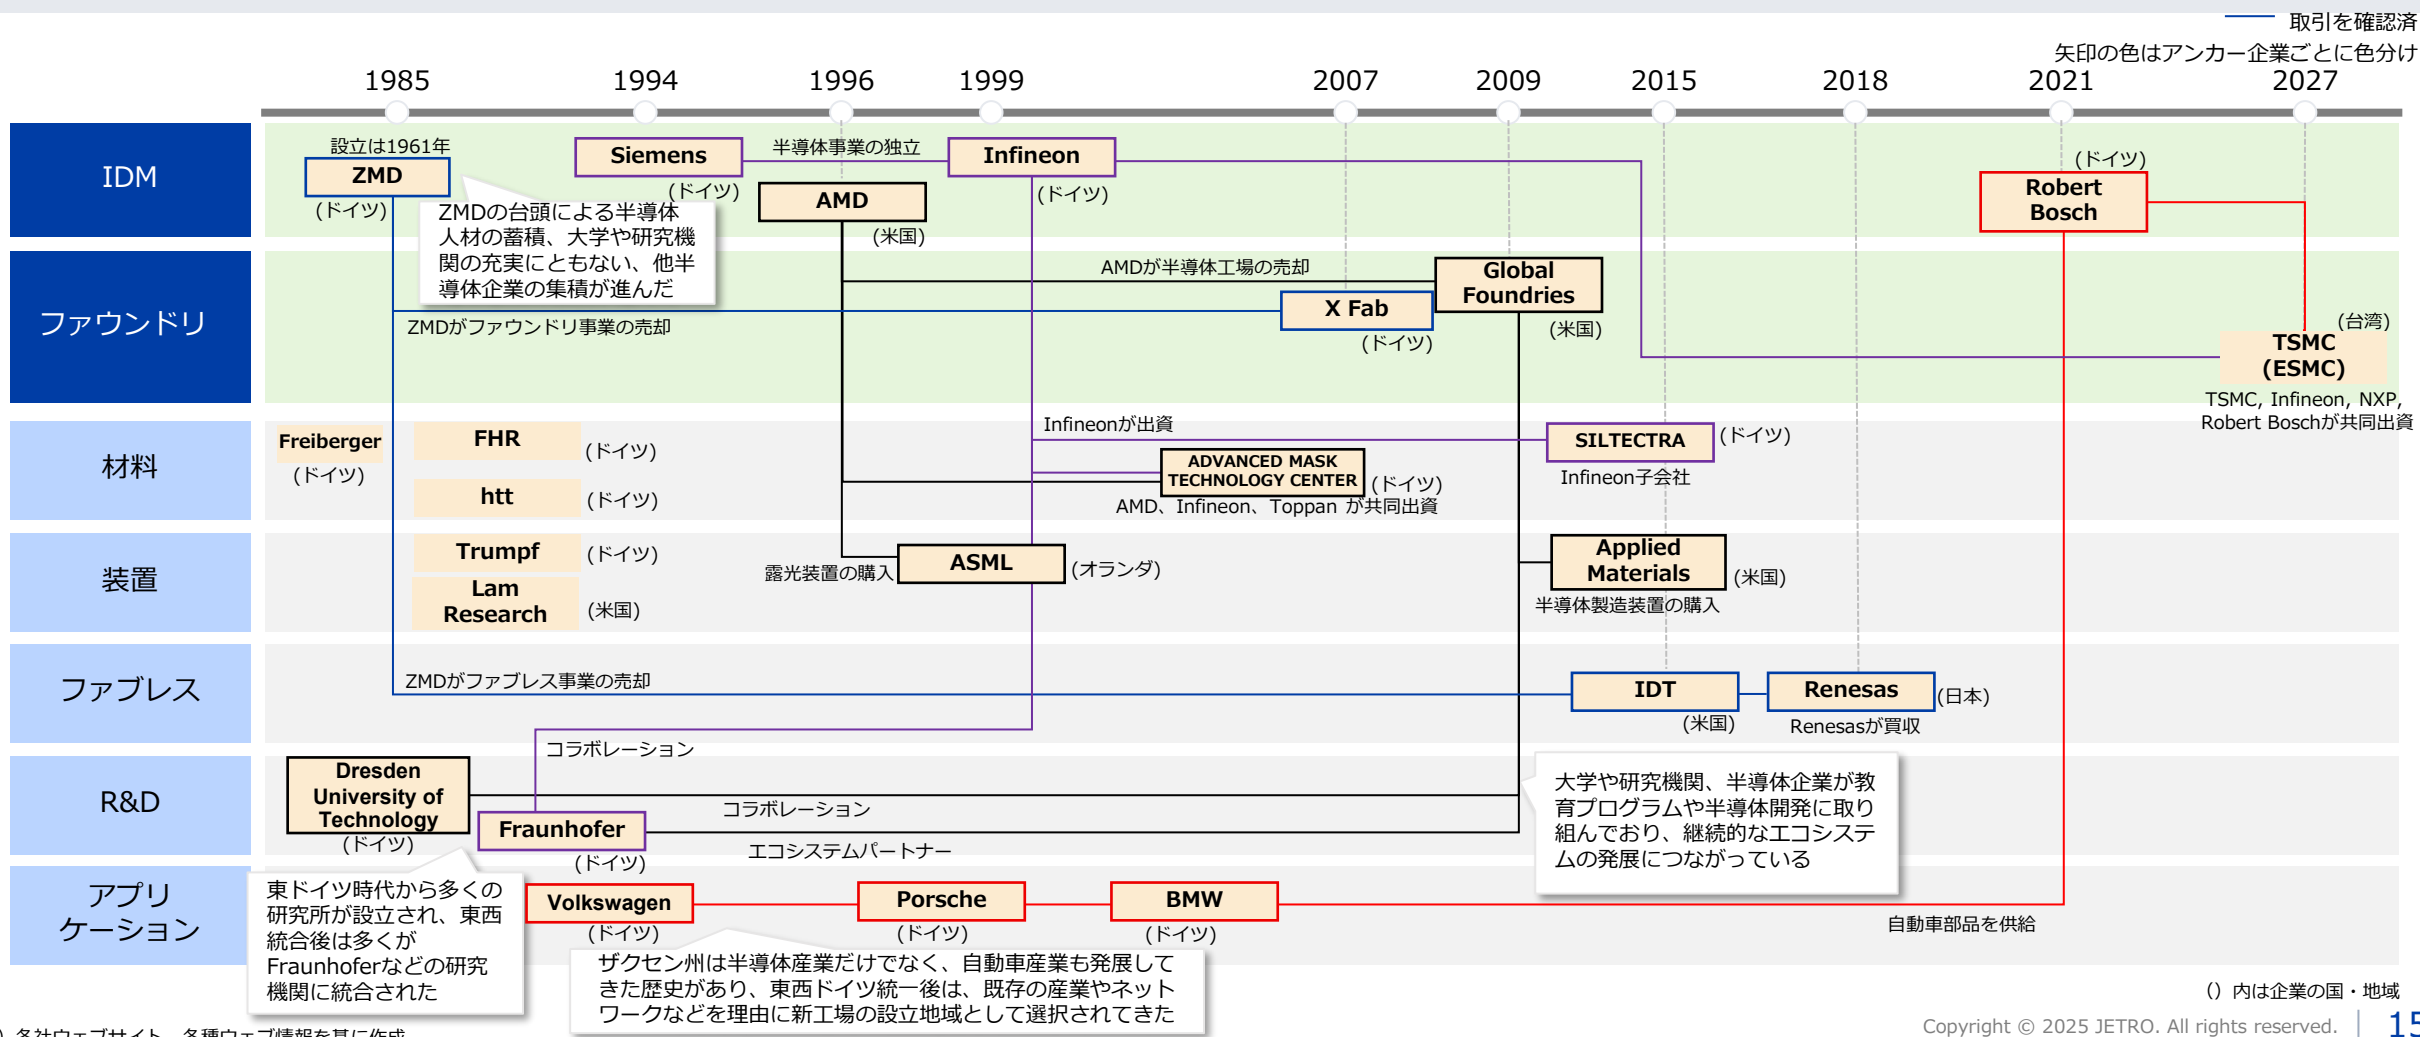 取引を確認済
矢印の色はアンカー企業ごとに色分け
1985
1994
1996
1999
2007
2009
2015
2018
2021
2027
IDM
設立は1961年
ZMD
(ドイツ)
ZMDの台頭による半導体
人材の蓄積、大学や研究機
関の充実にともない、他半
導体企業の集積が進んだ
Siemens
(ドイツ)
半導体事業の独立
AMD
(米国)
Infineon
(ドイツ)
(ドイツ)
Robert
Bosch
ファウンドリ
AMDが半導体工場の売却
ZMDがファウンドリ事業の売却
X Fab
(ドイツ)
Global
Foundries
(米国)
(台湾)
TSMC
(ESMC)
TSMC, Infineon, NXP,
Robert Boschが共同出資
材料
Freiberger
(ドイツ)
FHR
(ドイツ)
htt
(ドイツ)
Infineonが出資
ADVANCED MASK
TECHNOLOGY CENTER
(ドイツ)
AMD、Infineon、Toppan が共同出資
SILTECTRA
(ドイツ)
Infineon子会社
装置
Trumpf
(ドイツ)
Lam
Research
(米国)
露光装置の購入
ASML
(オランダ)
Applied
Materials
(米国)
半導体製造装置の購入
ファブレス
ZMDがファブレス事業の売却
IDT
(米国)
Renesas
(日本)
Renesasが買収
コラボレーション
R&D
Dresden
University of
Technology
(ドイツ)
Fraunhofer
(ドイツ)
コラボレーション
エコシステムパートナー
大学や研究機関、半導体企業が教
育プログラムや半導体開発に取り
組んでおり、継続的なエコシステ
ムの発展につながっている
アプリ
ケーション
東ドイツ時代から多くの
研究所が設立され、東西
統合後は多くが
Fraunhoferなどの研究
機関に統合された
Volkswagen
(ドイツ)
Porsche
(ドイツ)
BMW
(ドイツ)
自動車部品を供給
ザクセン州は半導体産業だけでなく、自動車産業も発展して
きた歴史があり、東西ドイツ統一後は、既存の産業やネット
ワークなどを理由に新工場の設立地域として選択されてきた
()内は企業の国・地域
)各社ウェブサイト、各種ウェブ情報を基に作成
Copyright © 2025 JETRO. All rights reserved.
15